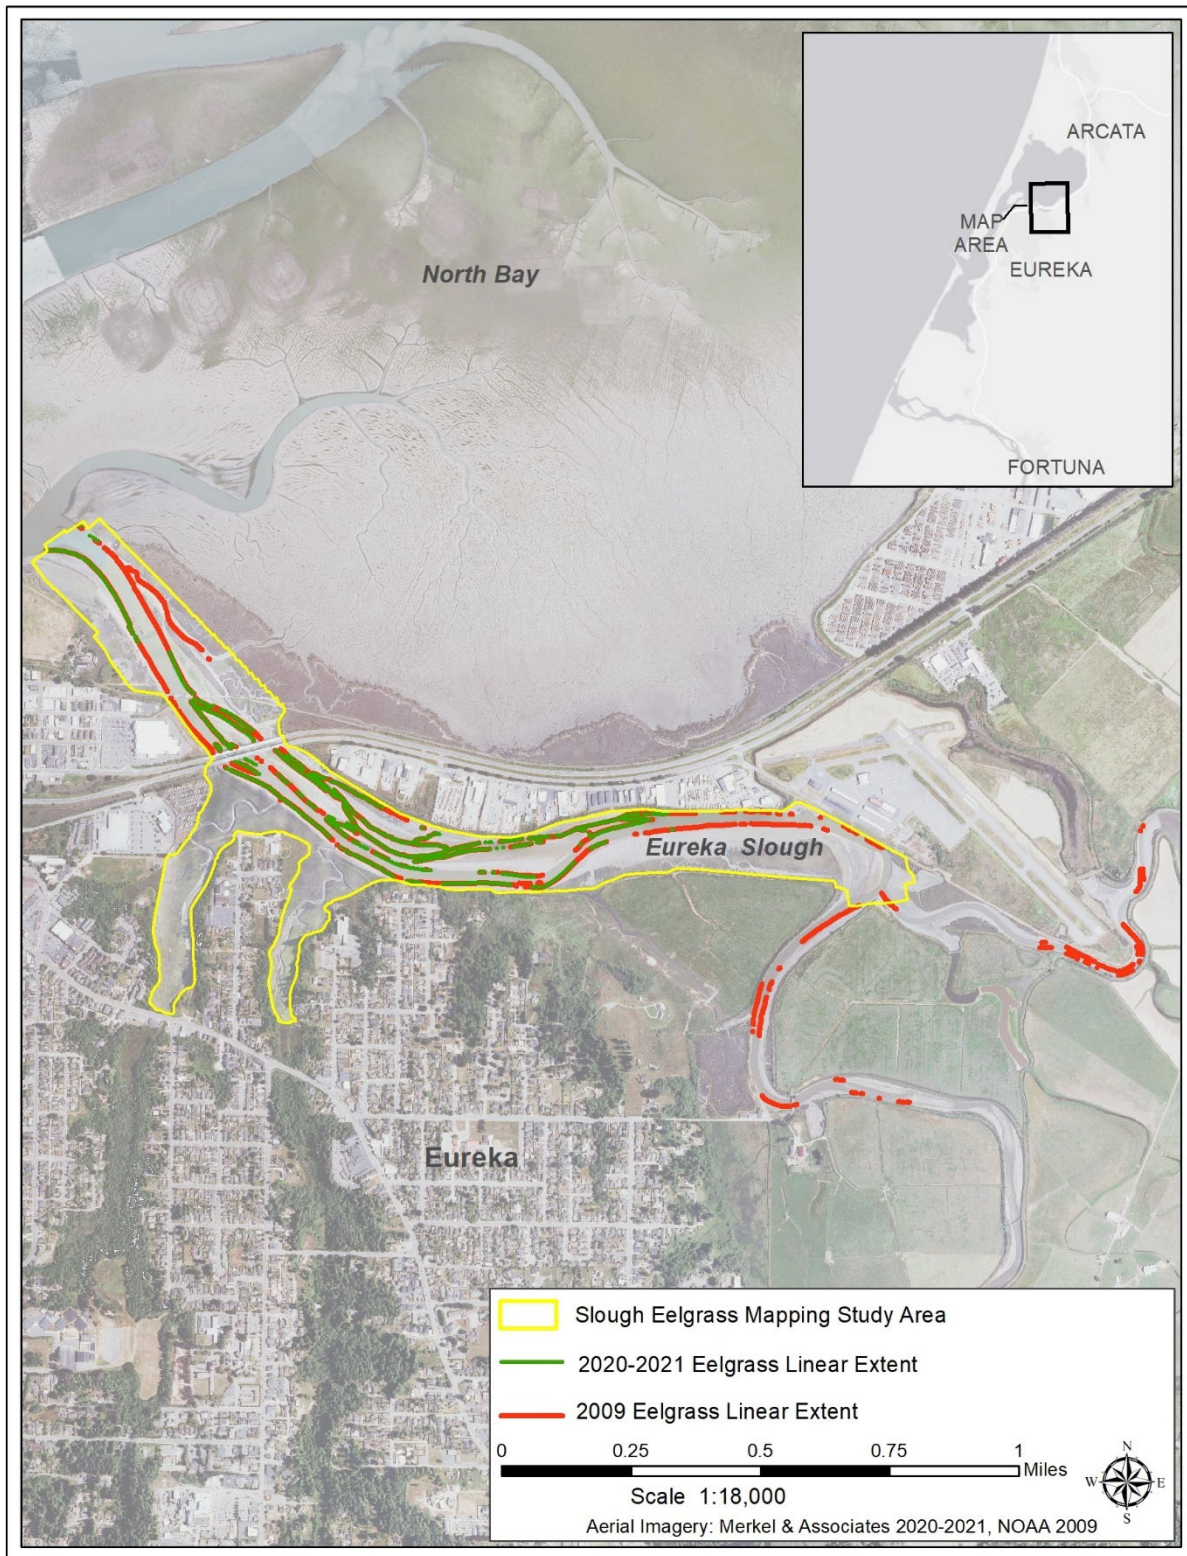 ARCATA
MAP
AREA
EUREKA
FORTUNA
North Bay
Eureka Slough
Eureka
Slough Eelgrass Mapping Study Area
2020-2021 Eelgrass Linear Extent
2009 Eelgrass Linear Extent
0 0.25 0.5 0.75 1
Miles
Scale 1:18,000
N
W E
S
Aerial Imagery: Merkel & Associates 2020-2021, NOAA 2009